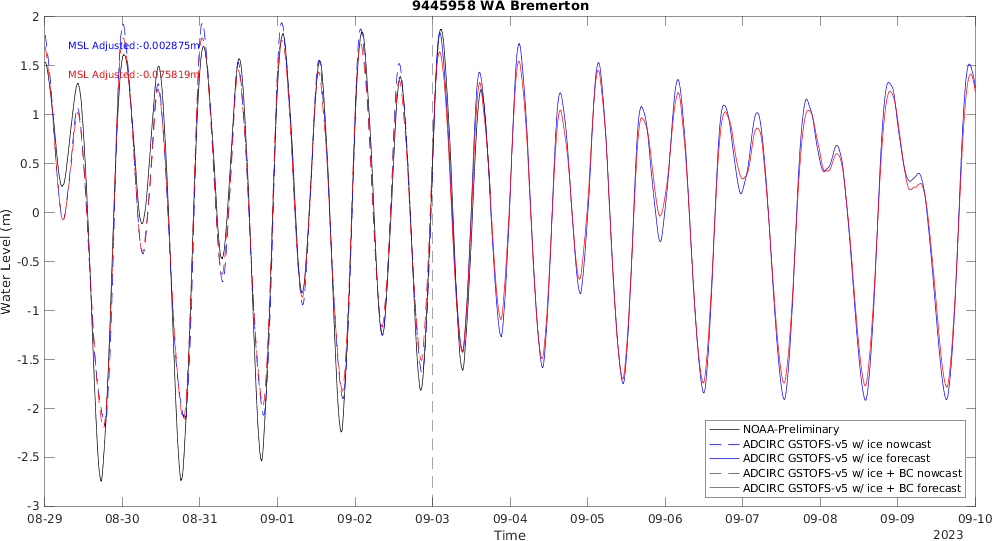 9445958 WA Bremerton
Water Level (m)
2
1.5
1
0.5
0
-0.5
-1
-1.5
-2
-2.5
-3
MSL Adjusted:-0.002875m
MSL Adjusted:-0.075819m
NOAA-Preliminary
ADCIRC GSTOFS-v5 w/ ice nowcast
ADCIRC GSTOFS-v5 w/ ice forecast
ADCIRC GSTOFS-v5 w/ ice + BC nowcast
ADCIRC GSTOFS-v5 w/ ice + BC forecast
08-29 08-30 08-31 09-01 09-02 09-03 09-04 09-05 09-06 09-07 09-08 09-09 09-10
Time
2023